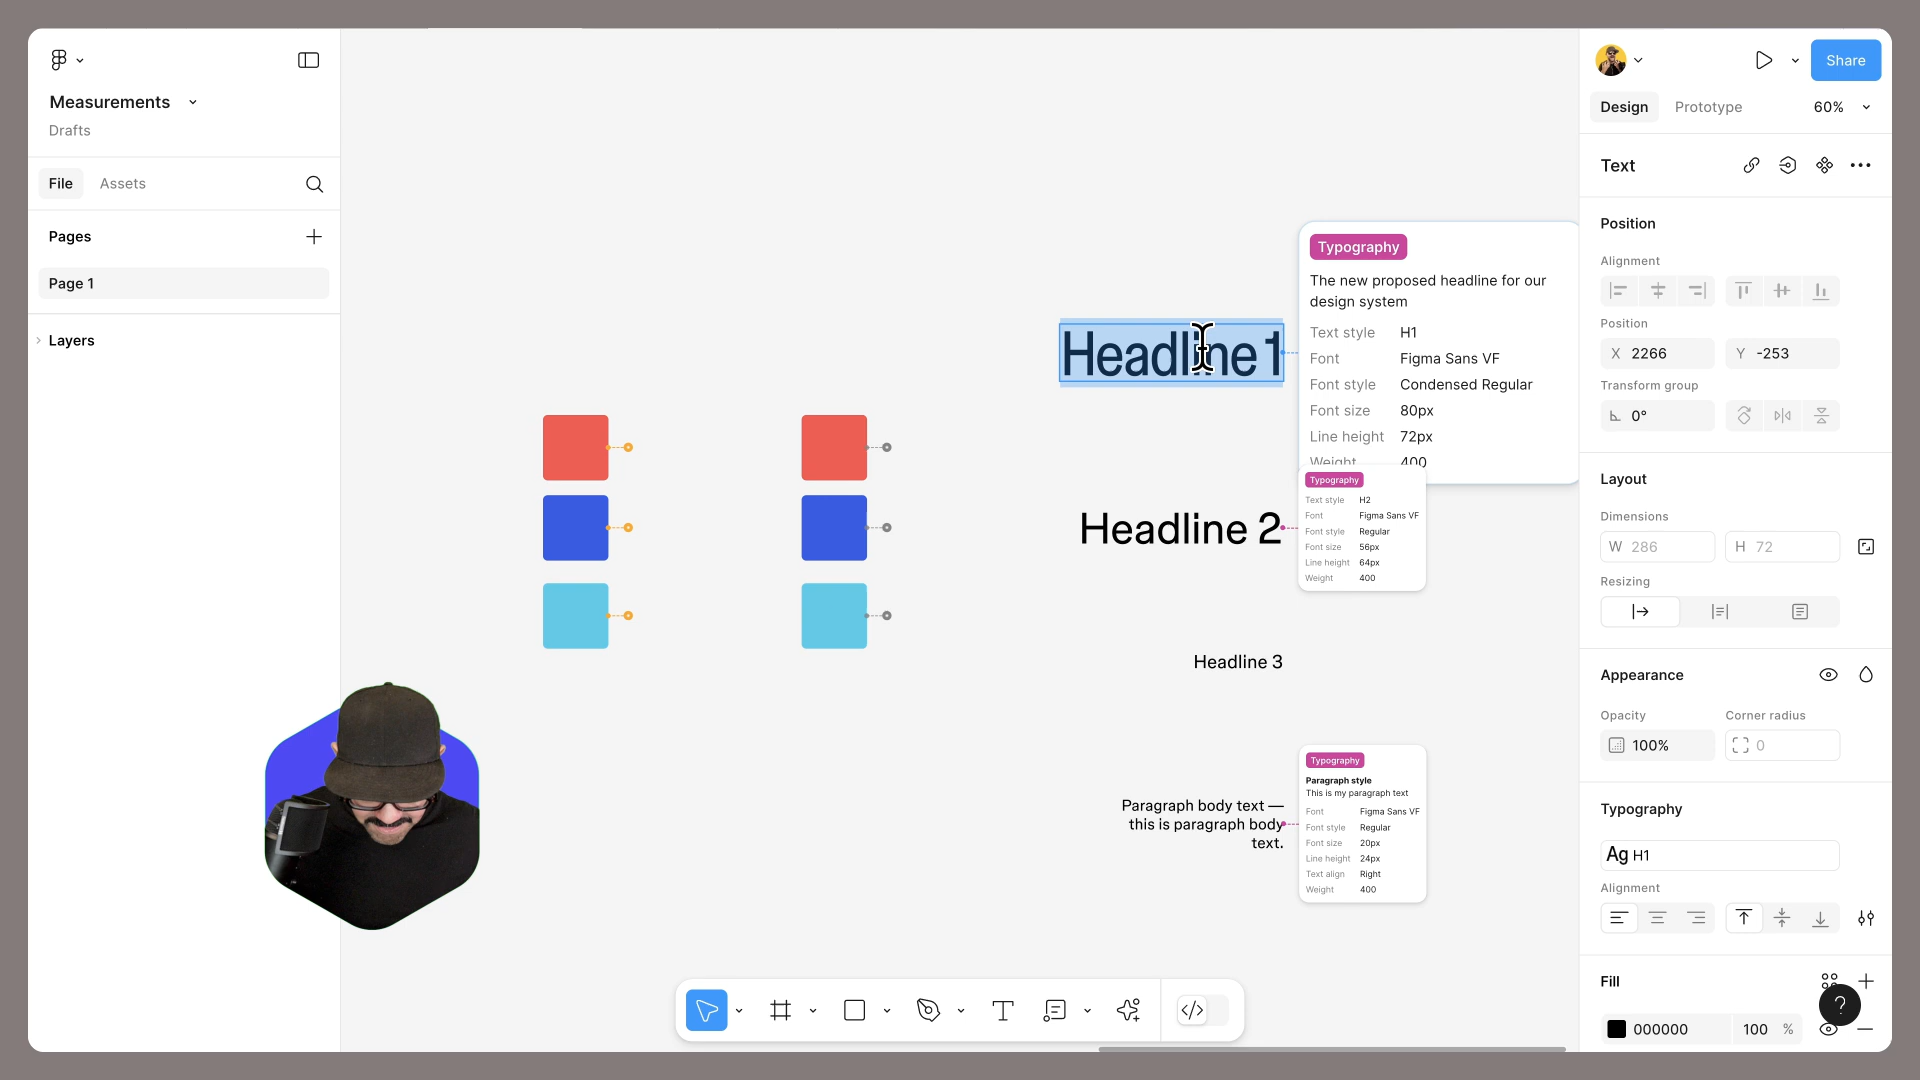 Measurements
Drafts
File
Assets
Pages
Page 1
Layers
Headline 1
Typography
The new proposed headline for our
design system
Text style H1
Font Figma Sans VF
Font style Condensed Regular
Font size 80px
Line height 72px
Weight 400
Headline 2
Typography
Text style H2
Font Figma Sans VF
Font style Regular
Font size 56px
Line height 64px
Weight 400
Headline 3
Paragraph body text —
this is paragraph body
text.
Typography
Paragraph style
This is my paragraph text
Font Figma Sans VF
Font style Regular
Font size 20px
Line height 24px
Text align Right
Weight 400
Share
Design
Prototype
60%
Text
Position
Alignment
Position
X 2266
Y -253
Transform group
0°
Layout
Dimensions
W 286
H 72
Resizing
Appearance
Opacity
Corner radius
100%
0
Typography
Ag H1
Alignment
Fill
?
000000
100 %